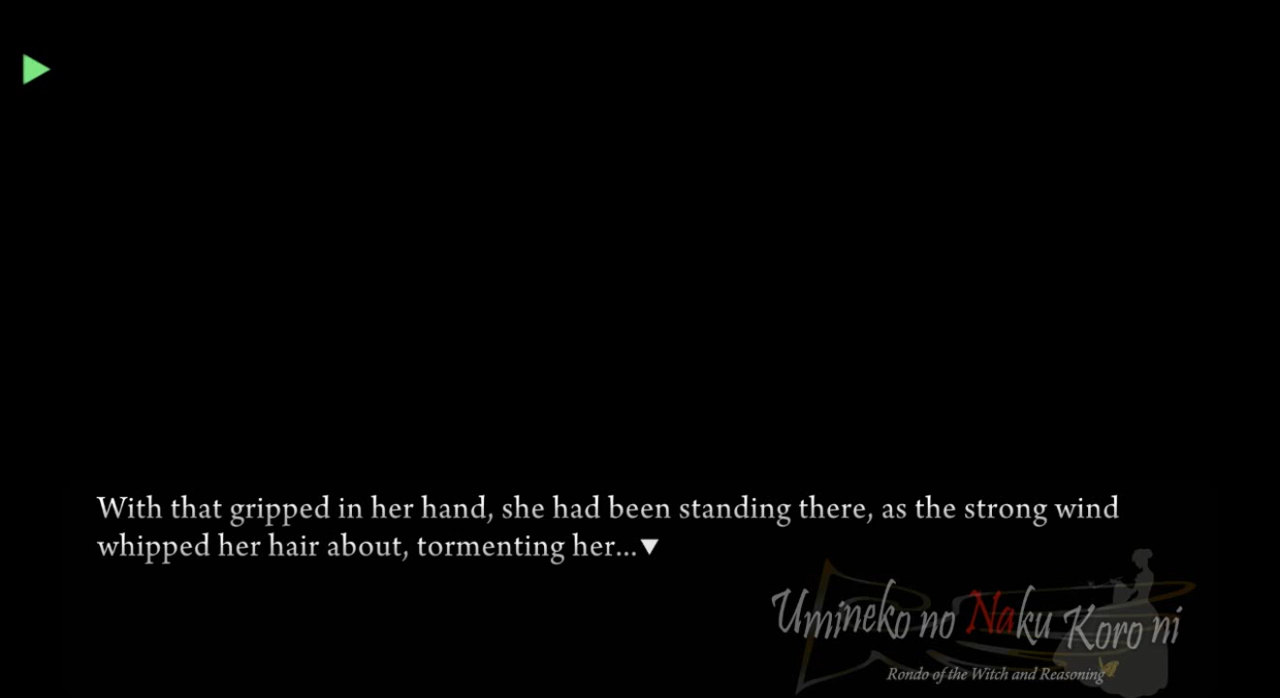 With that gripped in her hand, she had been standing there, as the strong wind
whipped her hair about, tormenting her...▼
Umineko no Naku Koro ni
Rondo of the Witch and Reasoning